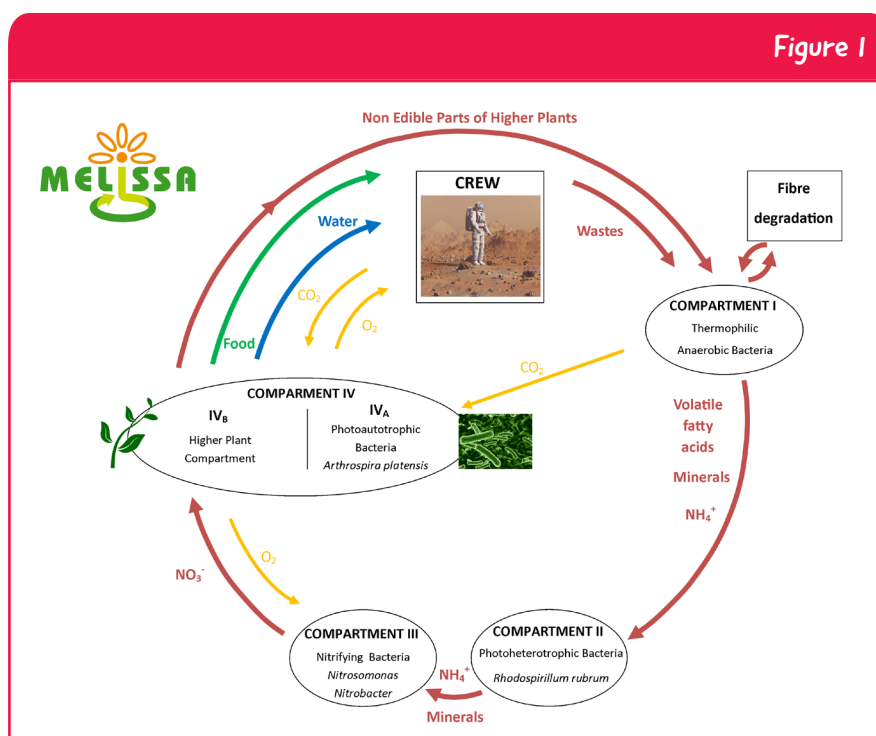 Figure 1
MELiSSA
Non Edible Parts of Higher Plants
CREW
Water
Wastes
Fibre
degradation
CO₂
O₂
Food
COMPARTMENT I
Thermophilic
Anaerobic Bacteria
CO₂
COMPARMENT IV
IV_B
Higher Plant
Compartment
IV_A
Photoautotrophic
Bacteria
Arthrospira platensis
Volatile
fatty
acids
Minerals
NH₄⁺
O₂
NO₃⁻
COMPARTMENT III
Nitrifying Bacteria
Nitrosomonas
Nitrobacter
NH₄⁺
Minerals
COMPARTMENT II
Photoheterotrophic Bacteria
Rhodospirillum rubrum